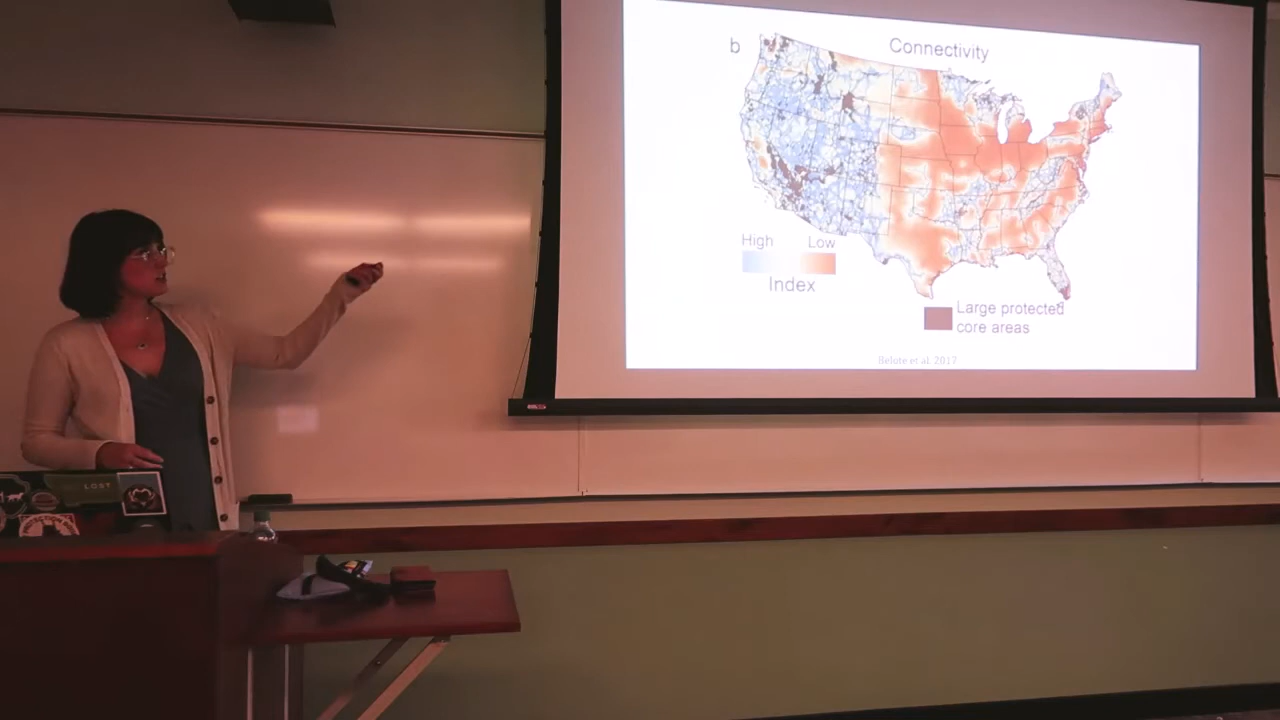 b
Connectivity
High Low
Index
Large protected
core areas
Belote et al. 2017
LOST